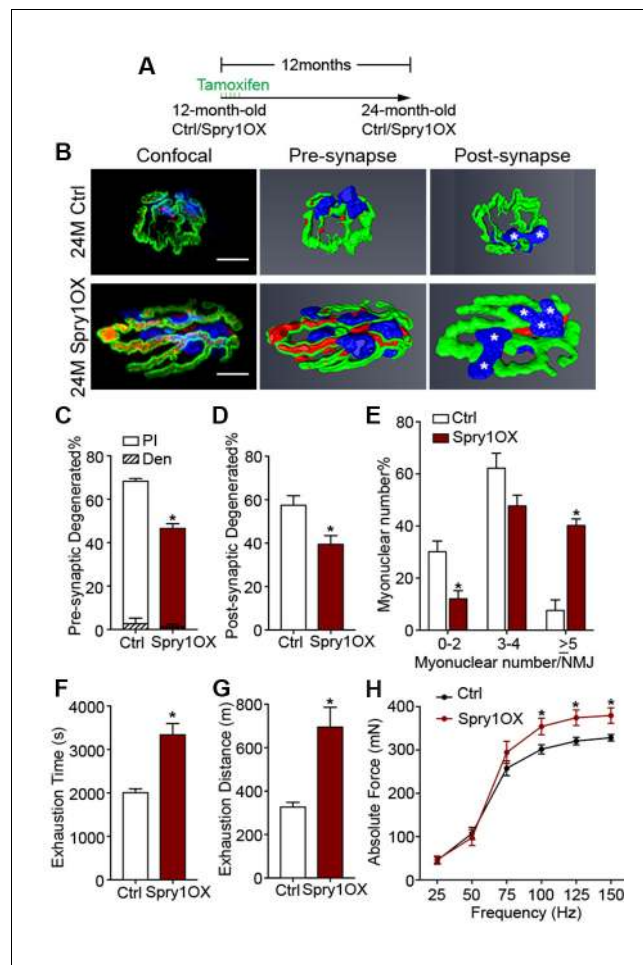 A
12months
Tamoxifen
12-month-old
Ctrl/Spry1OX
24-month-old
Ctrl/Spry1OX
B
Confocal
Pre-synapse
Post-synapse
24M Ctrl
* *
24M Spry1OX
* * * *
C
PI
Den
Pre-synaptic Degenerated%
80
60
40
20
0
*
Ctrl Spry1OX
D
Post-synaptic Degenerated%
80
60
40
20
0
*
Ctrl Spry1OX
E
Ctrl
Spry1OX
Myonuclear number%
80
60
40
20
0
*
*
0-2 3-4 ≥5
Myonuclear number/NMJ
F
Exhaustion Time (s)
4000
3000
2000
1000
0
*
Ctrl Spry1OX
G
Exhaustion Distance (m)
800
600
400
200
0
*
Ctrl Spry1OX
H
Ctrl
Spry1OX
Absolute Force (mN)
400
300
200
100
0
* * *
25 50 75 100 125 150
Frequency (Hz)